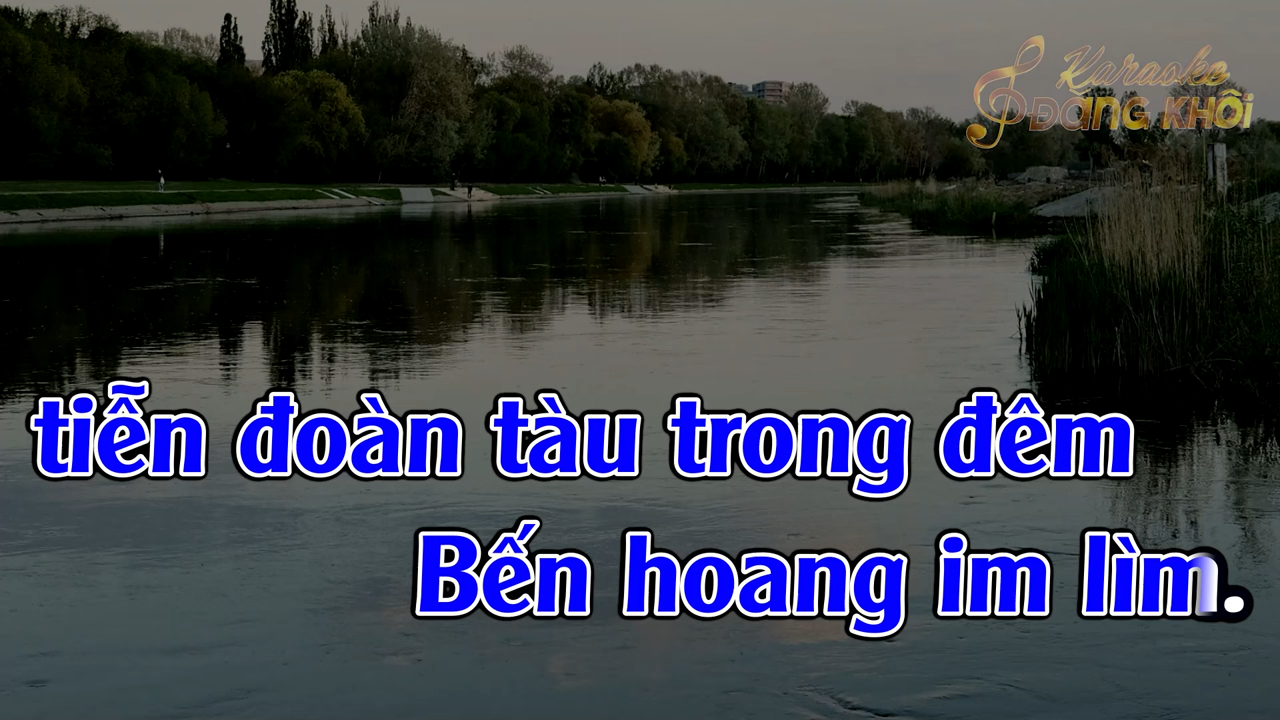 Karaoke
ĐĂNG KHÔI
tiễn đoàn tàu trong đêm
Bến hoang im lìm.